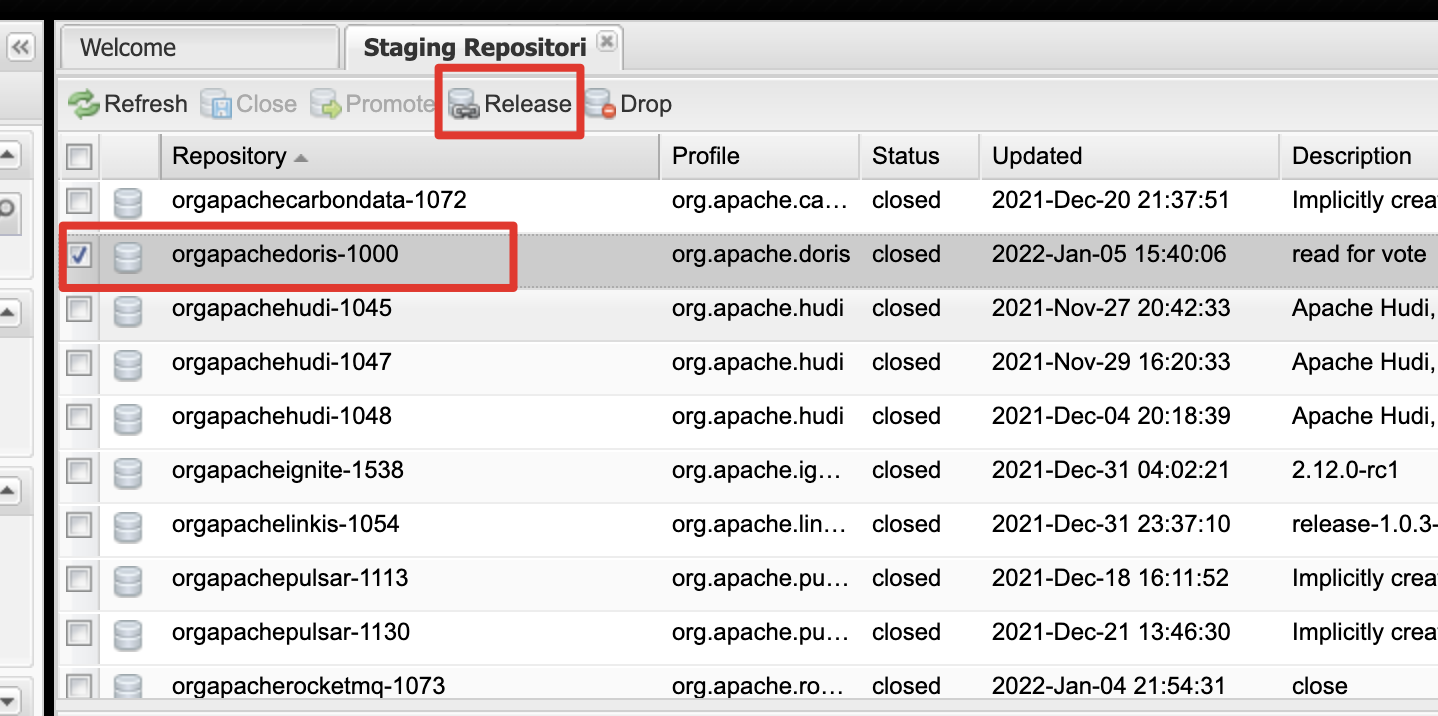 Welcome Staging Repositori
Refresh Close Promote Release Drop
Repository Profile Status Updated Description
orgapachecarbondata-1072 org.apache.ca... closed 2021-Dec-20 21:37:51 Implicitly crea
orgapachedoris-1000 org.apache.doris closed 2022-Jan-05 15:40:06 read for vote
orgapachehudi-1045 org.apache.hudi closed 2021-Nov-27 20:42:33 Apache Hudi,
orgapachehudi-1047 org.apache.hudi closed 2021-Nov-29 16:20:33 Apache Hudi,
orgapachehudi-1048 org.apache.hudi closed 2021-Dec-04 20:18:39 Apache Hudi,
orgapacheignite-1538 org.apache.ig... closed 2021-Dec-31 04:02:21 2.12.0-rc1
orgapachelinkis-1054 org.apache.lin... closed 2021-Dec-31 23:37:10 release-1.0.3-
orgapachepulsar-1113 org.apache.pu... closed 2021-Dec-18 16:11:52 Implicitly crea
orgapachepulsar-1130 org.apache.pu... closed 2021-Dec-21 13:46:30 Implicitly crea
orgapacherocketmq-1073 org.apache.ro... closed 2022-Jan-04 21:54:31 close